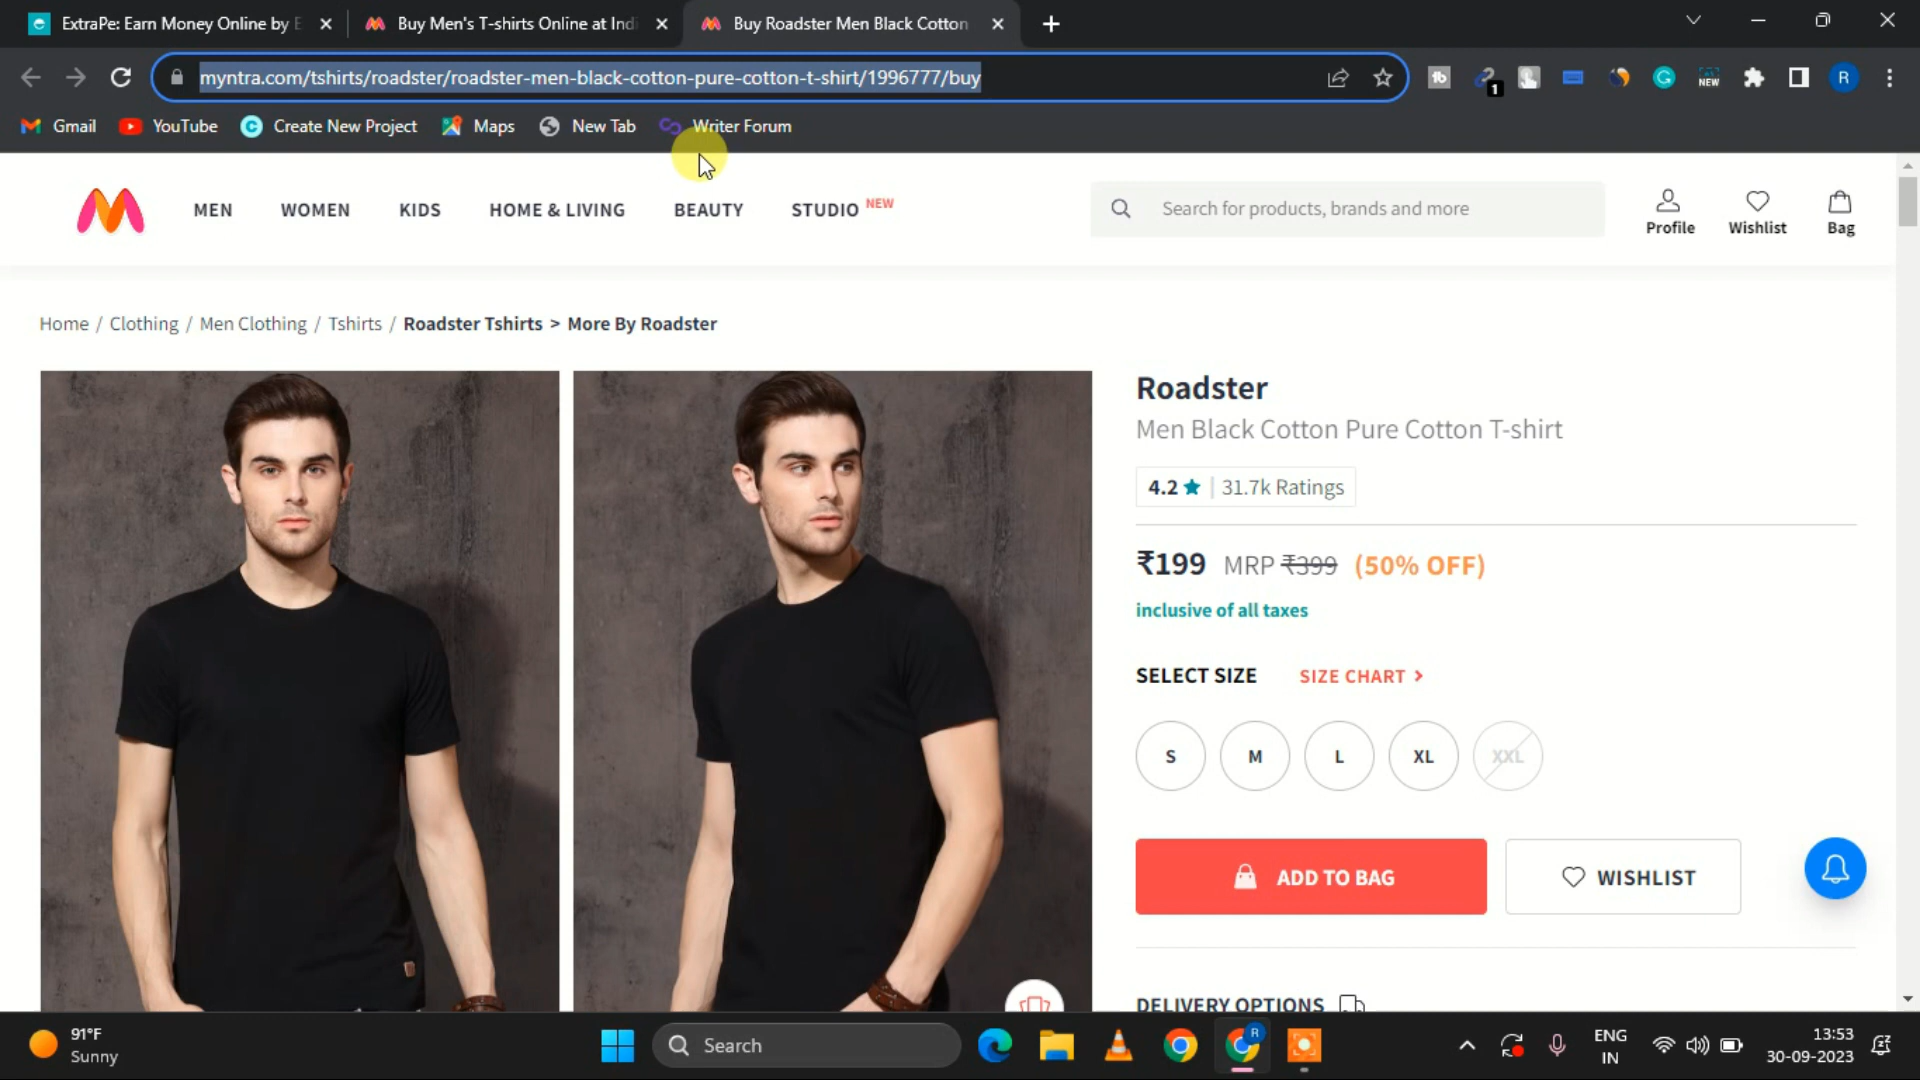 ExtraPe: Earn Money Online by E
Buy Men's T-shirts Online at Indi
Buy Roadster Men Black Cotton
myntra.com/tshirts/roadster/roadster-men-black-cotton-pure-cotton-t-shirt/1996777/buy
1
NEW
R
Gmail
YouTube
Create New Project
Maps
New Tab
Writer Forum
MEN
WOMEN
KIDS
HOME & LIVING
BEAUTY
STUDIO NEW
Search for products, brands and more
Profile
Wishlist
Bag
Home / Clothing / Men Clothing / Tshirts / Roadster Tshirts > More By Roadster
Roadster
Men Black Cotton Pure Cotton T-shirt
4.2 ★ | 31.7k Ratings
₹199 MRP ₹399 (50% OFF)
inclusive of all taxes
SELECT SIZE
SIZE CHART >
S
M
L
XL
XXL
ADD TO BAG
WISHLIST
DELIVERY OPTIONS
91°F
Sunny
Search
R
ENG
IN
13:53
30-09-2023